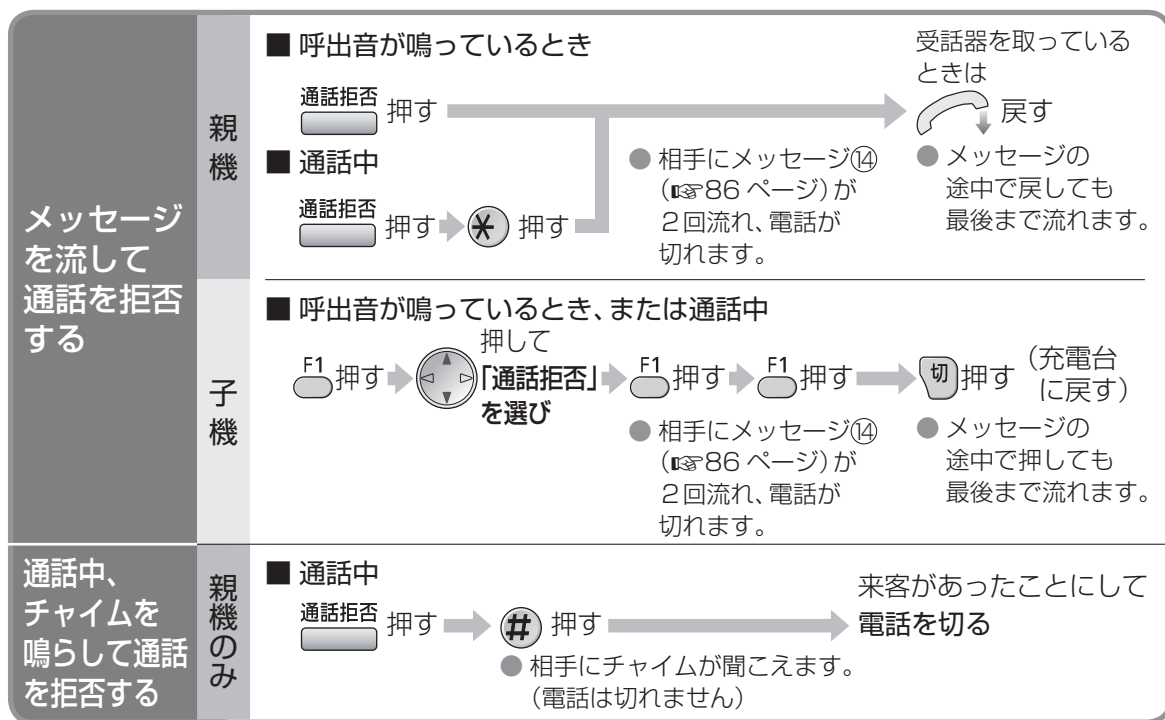 メッセージ
を流して
通話を拒否
する
親機
■ 呼出音が鳴っているとき
通話拒否 押す
■ 通話中
通話拒否 押す ＊ 押す
● 相手にメッセージ⑭
（☞86 ページ）が
２回流れ、電話が
切れます。
受話器を取っている
ときは
戻す
● メッセージの
途中で戻しても
最後まで流れます。
子機
■ 呼出音が鳴っているとき、または通話中
F1 押す 押して
「通話拒否」
を選び
F1 押す F1 押す 切 押す （充電台
に戻す）
● 相手にメッセージ⑭
（☞86 ページ）が
２回流れ、電話が
切れます。
● メッセージの
途中で押しても
最後まで流れます。
通話中、
チャイムを
鳴らして通話
を拒否する
親機のみ
■ 通話中
通話拒否 押す # 押す
● 相手にチャイムが聞こえます。
（電話は切れません）
来客があったことにして
電話を切る